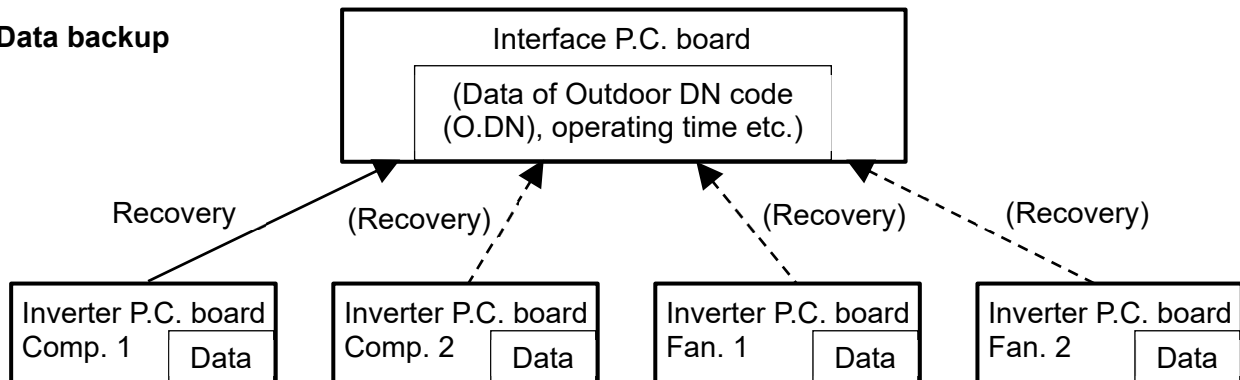 Data backup
Interface P.C. board
(Data of Outdoor DN code
(O.DN), operating time etc.)
Recovery
(Recovery)
(Recovery)
(Recovery)
Inverter P.C. board
Comp. 1
Data
Inverter P.C. board
Comp. 2
Data
Inverter P.C. board
Fan. 1
Data
Inverter P.C. board
Fan. 2
Data